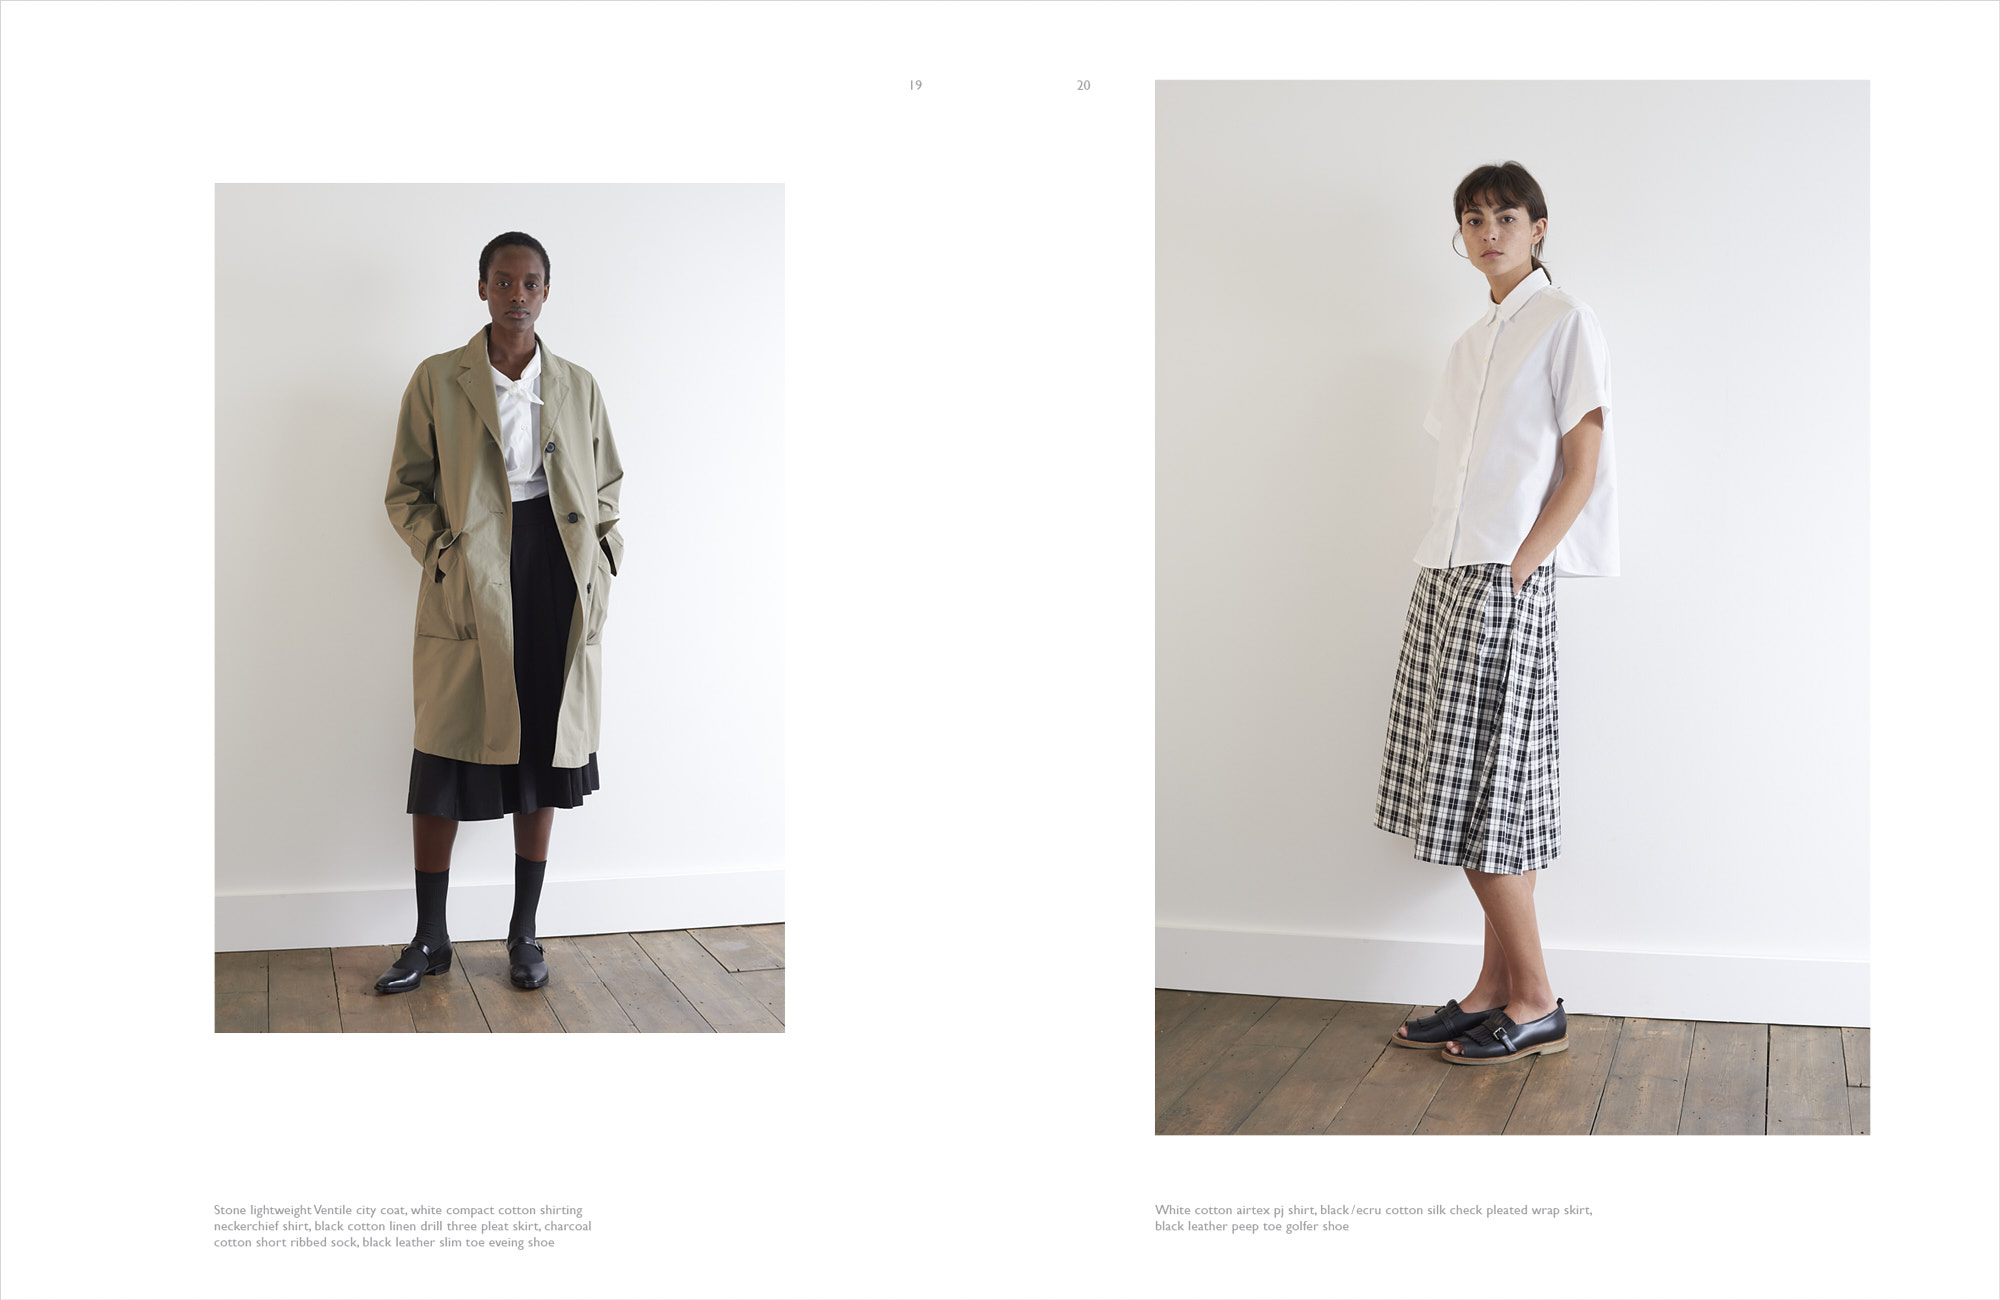 19
20
Stone lightweight Ventile city coat, white compact cotton shirting
neckerchief shirt, black cotton linen drill three pleat skirt, charcoal
cotton short ribbed sock, black leather slim toe eveing shoe
White cotton airtex pj shirt, black/ecru cotton silk check pleated wrap skirt,
black leather peep toe golfer shoe